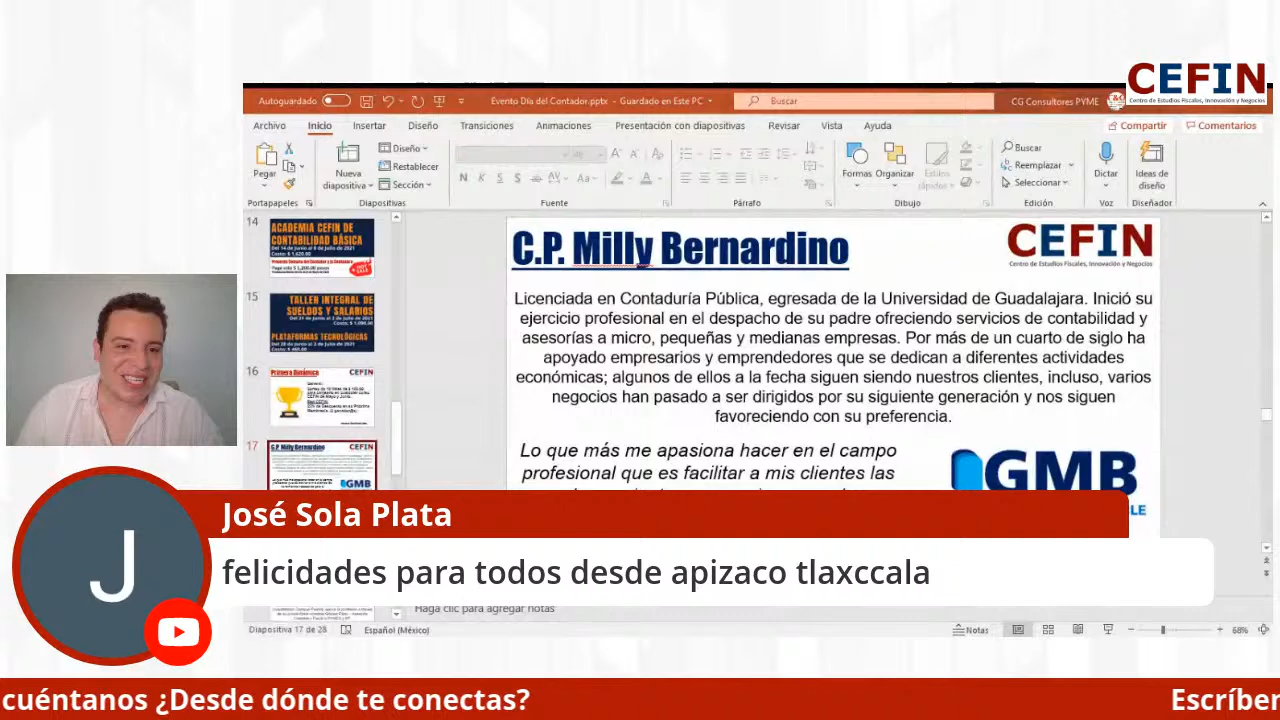 CEFIN
Centro de Estudios Fiscales, Innovación y Negocios
Autoguardado
Evento Día del Contador.pptx - Guardado en Este PC
Buscar
CG Consultores PYME
Archivo Inicio Insertar Diseño Transiciones Animaciones Presentación con diapositivas Revisar Vista Ayuda
Compartir Comentarios
Pegar
Nueva diapositiva
Diseño
Restablecer
Sección
N K S S
Aa
Formas Organizar Estilos rápidos
Buscar
Reemplazar
Seleccionar
Dictar
Ideas de diseño
Portapapeles Diapositivas Fuente Párrafo Dibujo Edición Voz Diseñador
14
ACADEMIA CEFIN DE
CONTABILIDAD BÁSICA
15
TALLER INTEGRAL DE
SUELDOS Y SALARIOS
PLATAFORMAS TECNOLÓGICAS
16
Primera Dinámica
CEFIN
17
C.P. Milly Bernardino
CEFIN
GMB
C.P. Milly Bernardino
CEFIN
Centro de Estudios Fiscales, Innovación y Negocios
Licenciada en Contaduría Pública, egresada de la Universidad de Guadalajara. Inició su
ejercicio profesional en el despacho de su padre ofreciendo servicios de contabilidad y
asesorías a micro, pequeñas y medianas empresas. Por más de un cuarto de siglo ha
apoyado empresarios y emprendedores que se dedican a diferentes actividades
económicas; algunos de ellos a la fecha siguen siendo nuestros clientes, incluso, varios
negocios han pasado a ser dirigidos por su siguiente generación y nos siguen
favoreciendo con su preferencia.
Lo que más me apasiona hacer en el campo
profesional que es facilitar a mis clientes las
GMB
J
José Sola Plata
felicidades para todos desde apizaco tlaxccala
Haga clic para agregar notas
Diapositiva 17 de 28
Español (México)
Notas
68%
cuéntanos ¿Desde dónde te conectas?